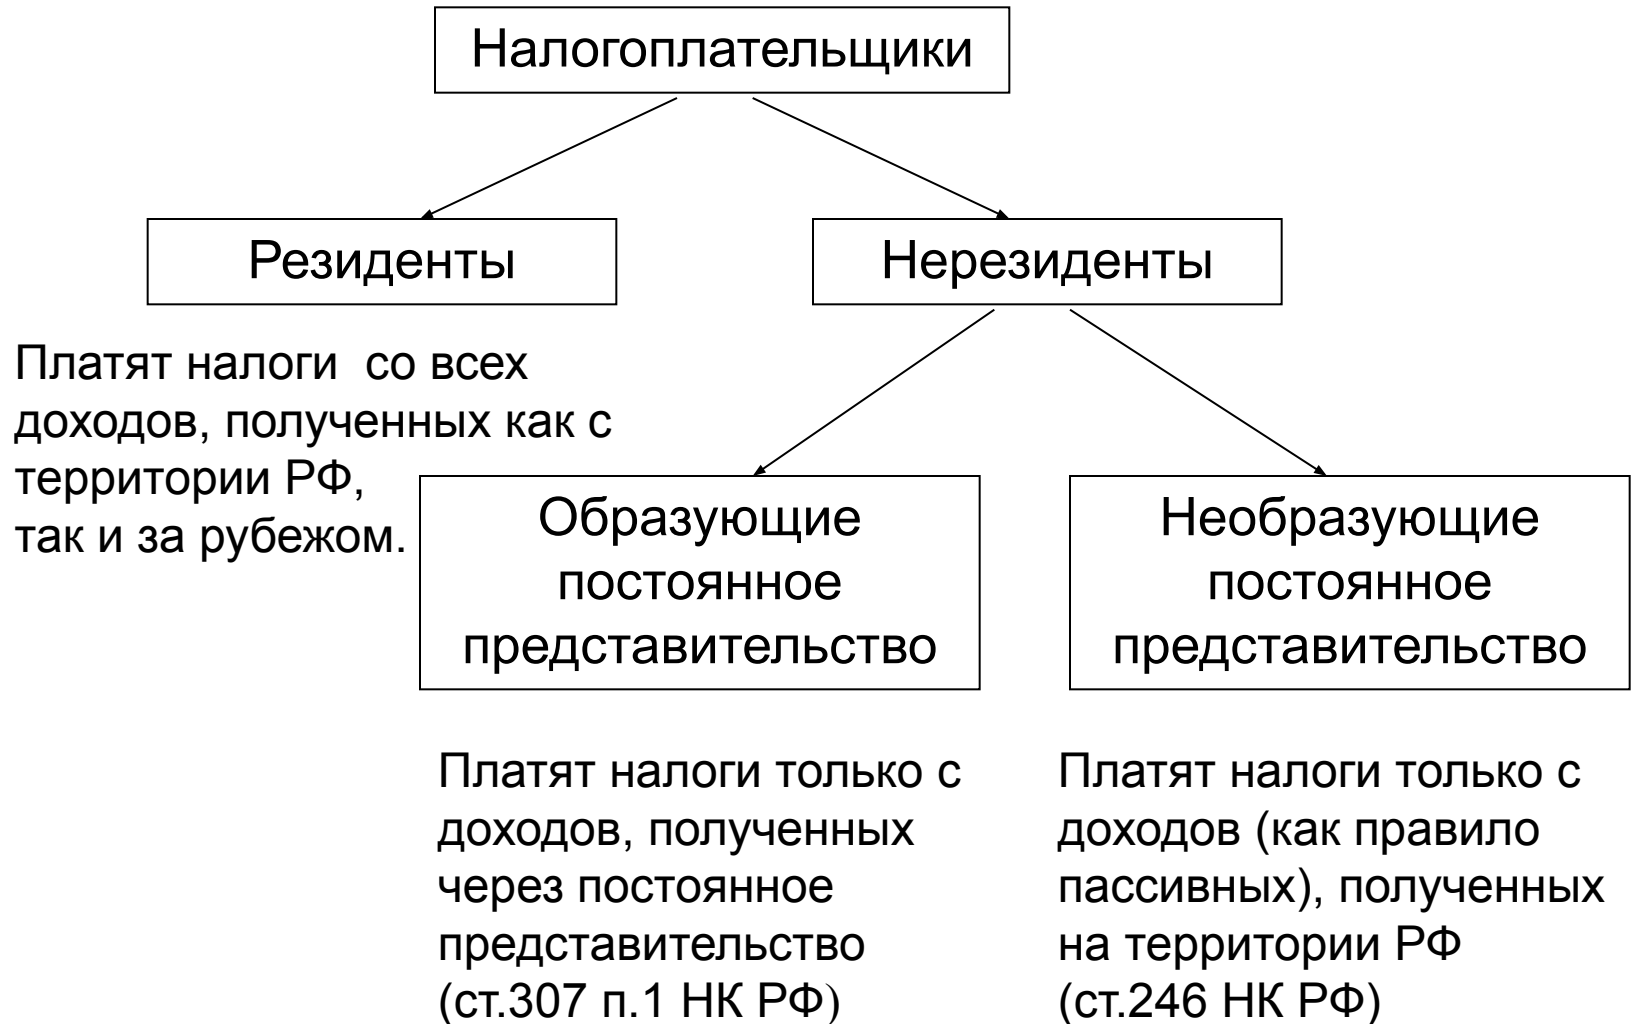 Налогоплательщики
Резиденты
Нерезиденты
Платят налоги со всех
доходов, полученных как с
территории РФ,
так и за рубежом.
Образующие
постоянное
представительство
Необразующие
постоянное
представительство
Платят налоги только с
доходов, полученных
через постоянное
представительство
(ст.307 п.1 НК РФ)
Платят налоги только с
доходов (как правило
пассивных), полученных
на территории РФ
(ст.246 НК РФ)